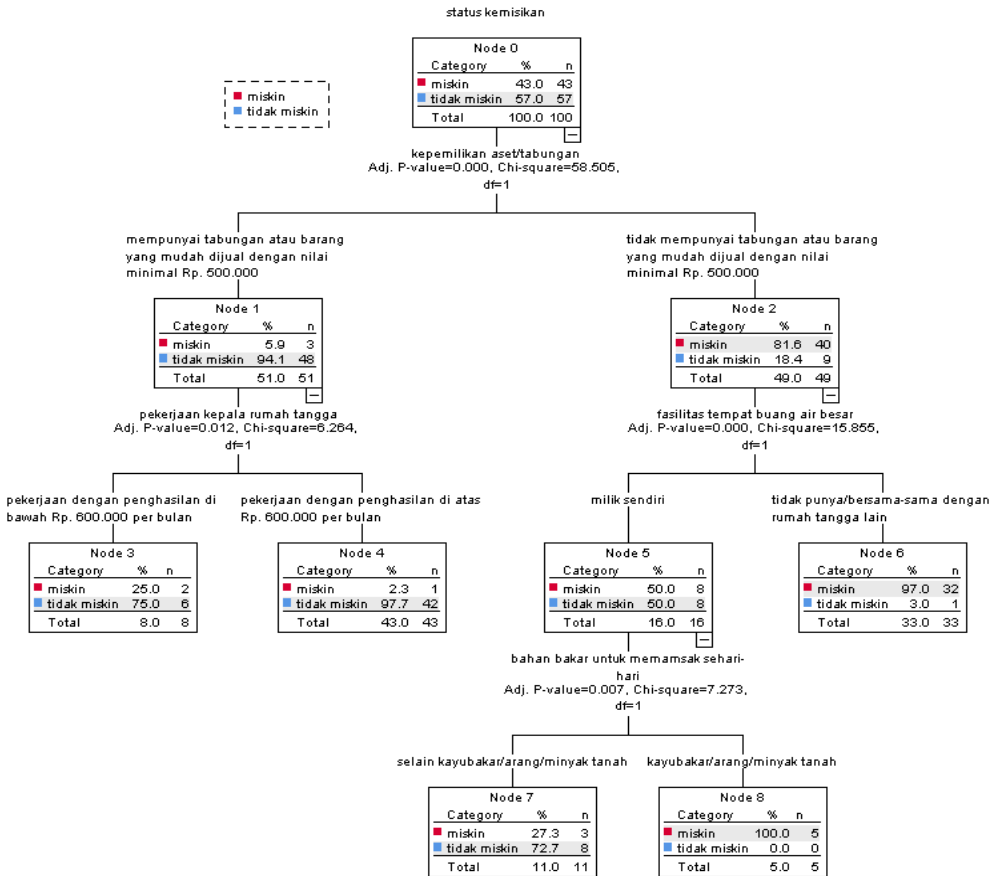 status kemisikan
Node 0
Category % n
miskin 43.0 43
tidak miskin 57.0 57
Total 100.0 100
miskin
tidak miskin
kepemilikan aset/tabungan
Adj. P-value=0.000, Chi-square=58.505,
df=1
mempunyai tabungan atau barang
yang mudah dijual dengan nilai
minimal Rp. 500.000
tidak mempunyai tabungan atau barang
yang mudah dijual dengan nilai
minimal Rp. 500.000
Node 1
Category % n
miskin 5.9 3
tidak miskin 94.1 48
Total 51.0 51
Node 2
Category % n
miskin 81.6 40
tidak miskin 18.4 9
Total 49.0 49
pekerjaan kepala rumah tangga
Adj. P-value=0.012, Chi-square=6.264,
df=1
fasilitas tempat buang air besar
Adj. P-value=0.000, Chi-square=15.855,
df=1
pekerjaan dengan penghasilan di
bawah Rp. 600.000 per bulan
pekerjaan dengan penghasilan di atas
Rp. 600.000 per bulan
milik sendiri
tidak punya/bersama-sama dengan
rumah tangga lain
Node 3
Category % n
miskin 25.0 2
tidak miskin 75.0 6
Total 8.0 8
Node 4
Category % n
miskin 2.3 1
tidak miskin 97.7 42
Total 43.0 43
Node 5
Category % n
miskin 50.0 8
tidak miskin 50.0 8
Total 16.0 16
Node 6
Category % n
miskin 97.0 32
tidak miskin 3.0 1
Total 33.0 33
bahan bakar untuk memamsak sehari-
hari
Adj. P-value=0.007, Chi-square=7.273,
df=1
selain kayubakar/arang/minyak tanah
kayubakar/arang/minyak tanah
Node 7
Category % n
miskin 27.3 3
tidak miskin 72.7 8
Total 11.0 11
Node 8
Category % n
miskin 100.0 5
tidak miskin 0.0 0
Total 5.0 5